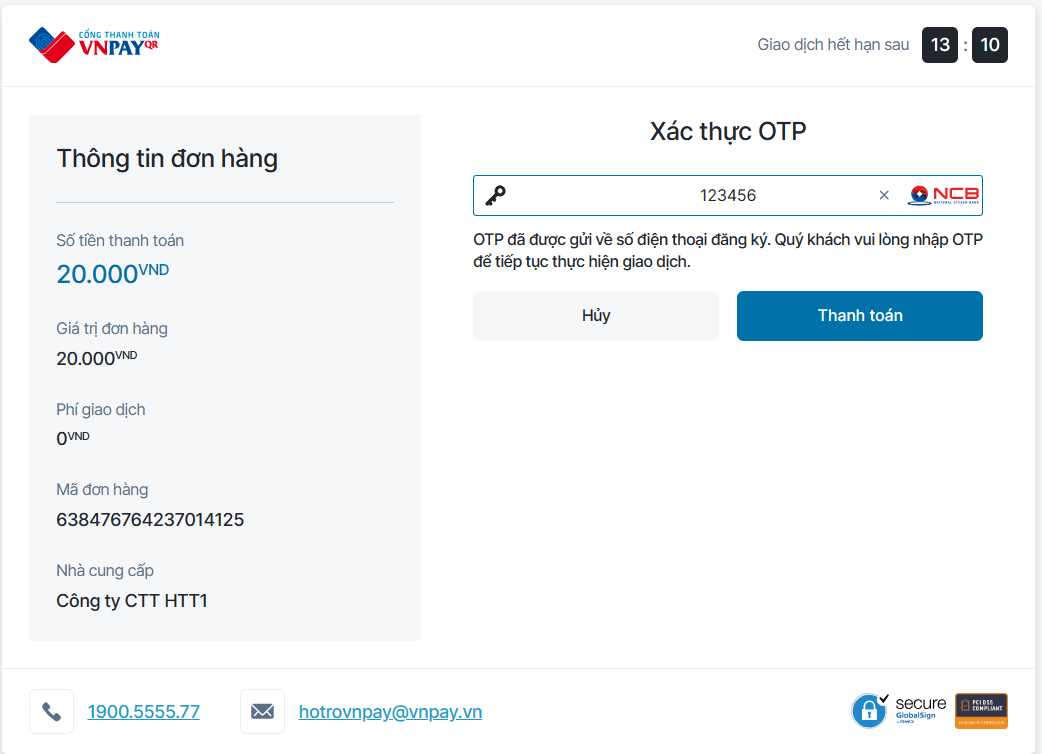 CỔNG THANH TOÁN
VNPAYQR
Giao dịch hết hạn sau 13 : 10
Thông tin đơn hàng
Số tiền thanh toán
20.000VND
Giá trị đơn hàng
20.000VND
Phí giao dịch
0VND
Mã đơn hàng
638476764237014125
Nhà cung cấp
Công ty CTT HTT1
Xác thực OTP
123456 ×
NCB
NATIONAL CITIZEN BANK
OTP đã được gửi về số điện thoại đăng ký. Quý khách vui lòng nhập OTP
để tiếp tục thực hiện giao dịch.
Hủy
Thanh toán
1900.5555.77
hotrovnpay@vnpay.vn
secure
GlobalSign
PCI DSS
COMPLIANT